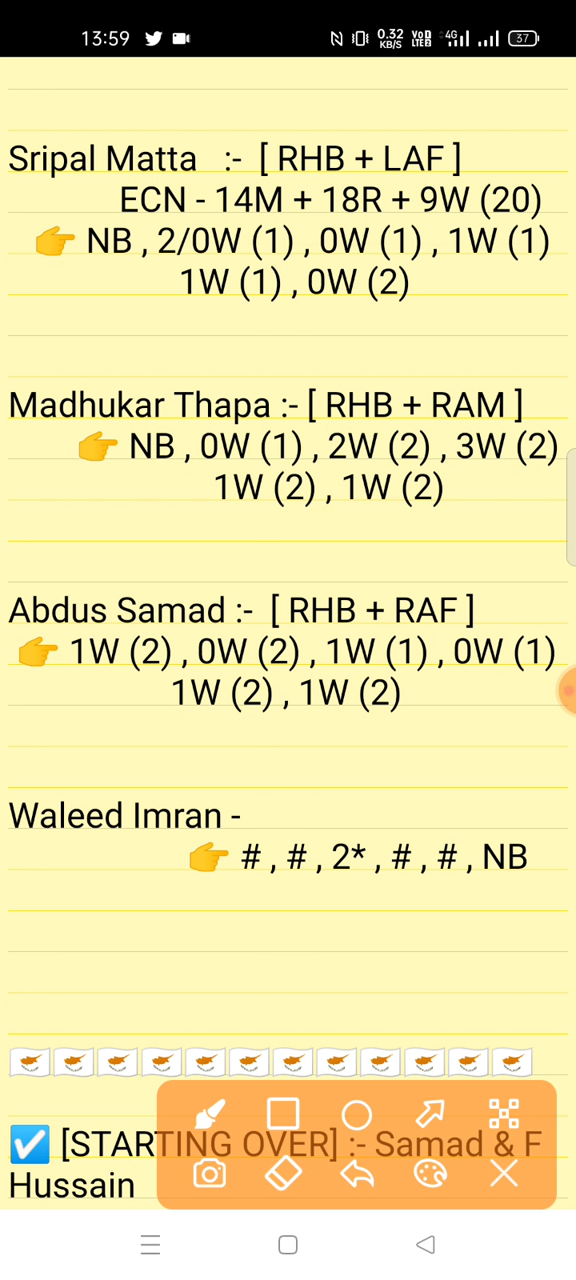 13:59 0.32 KB/S VoD LTE2 4G 37
Sripal Matta :- [ RHB + LAF ]
ECN - 14M + 18R + 9W (20)
👉 NB , 2/0W (1) , 0W (1) , 1W (1)
1W (1) , 0W (2)
Madhukar Thapa :- [ RHB + RAM ]
👉 NB , 0W (1) , 2W (2) , 3W (2)
1W (2) , 1W (2)
Abdus Samad :- [ RHB + RAF ]
👉 1W (2) , 0W (2) , 1W (1) , 0W (1)
1W (2) , 1W (2)
Waleed Imran -
👉 # , # , 2* , # , # , NB
🇨🇾🇨🇾🇨🇾🇨🇾🇨🇾🇨🇾🇨🇾🇨🇾🇨🇾🇨🇾🇨🇾🇨🇾
☑️ [STARTING OVER] :- Samad & F
Hussain